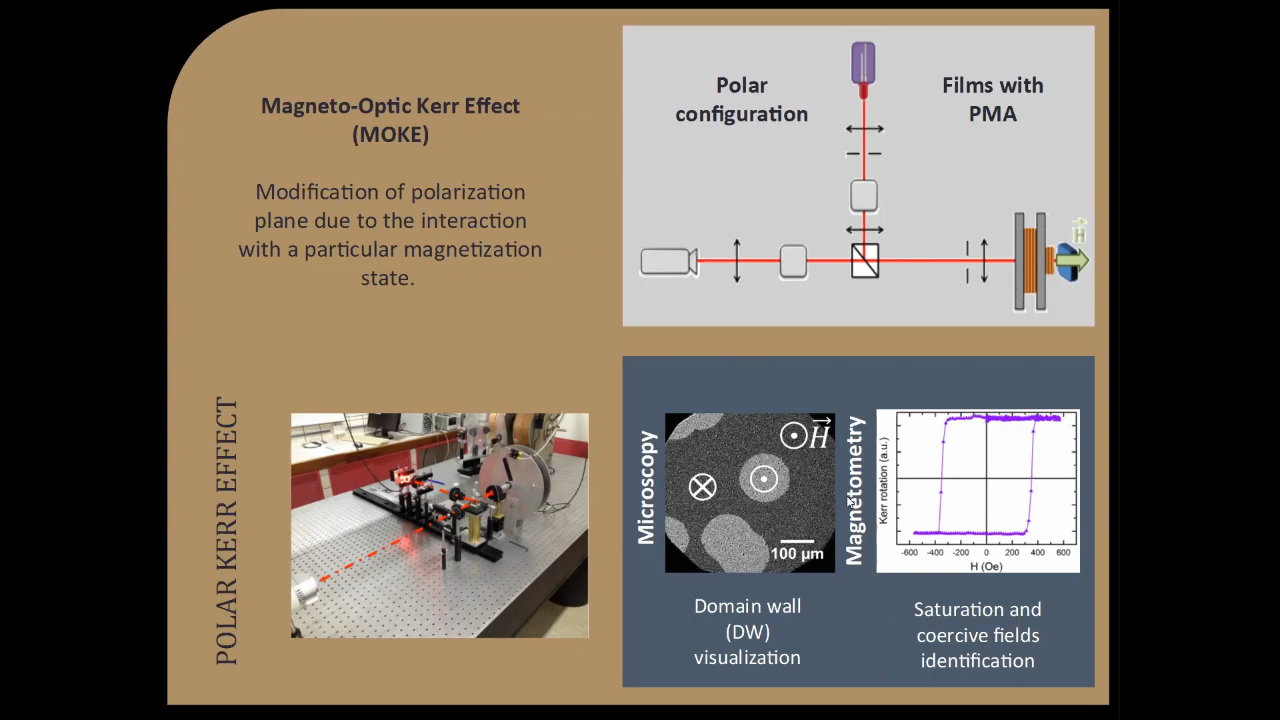 Magneto-Optic Kerr Effect
(MOKE)
Modification of polarization
plane due to the interaction
with a particular magnetization
state.
POLAR KERR EFFECT
Polar
configuration
Films with
PMA
H
Microscopy
H
100 µm
Domain wall
(DW)
visualization
Magnetometry
Kerr rotation (a.u.)
-600 -400 -200 0 200 400 600
H (Oe)
Saturation and
coercive fields
identification